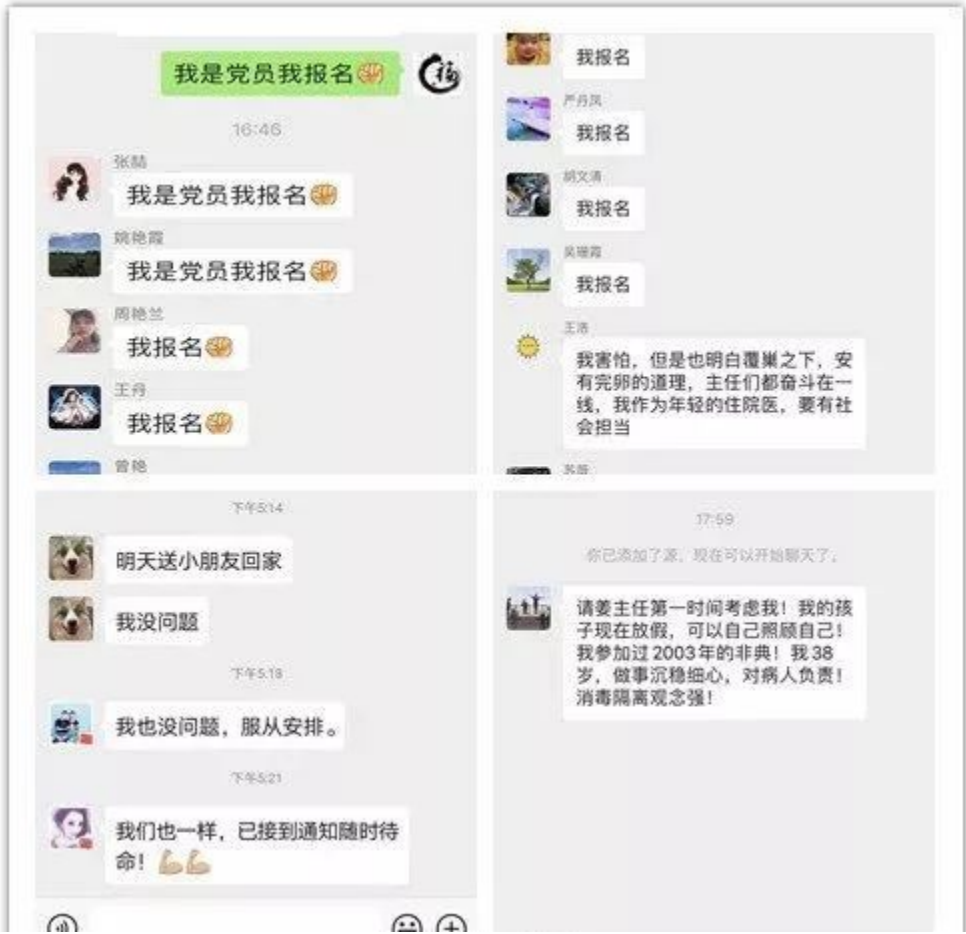 我是党员我报名
福
16:46
张喆
我是党员我报名
姚艳霞
我是党员我报名
周艳兰
我报名
王丹
我报名
曾艳
我报名
严丹凤
我报名
胡文清
我报名
吴珊霞
我报名
王浩
我害怕，但是也明白覆巢之下，安
有完卵的道理，主任们都奋斗在一
线，我作为年轻的住院医，要有社
会担当
下午5:14
明天送小朋友回家
我没问题
下午5:18
我也没问题，服从安排。
下午5:21
我们也一样，已接到通知随时待
命！
17:59
你已添加了源，现在可以开始聊天了。
请姜主任第一时间考虑我！我的孩
子现在放假，可以自己照顾自己！
我参加过2003年的非典！我38
岁，做事沉稳细心，对病人负责！
消毒隔离观念强！